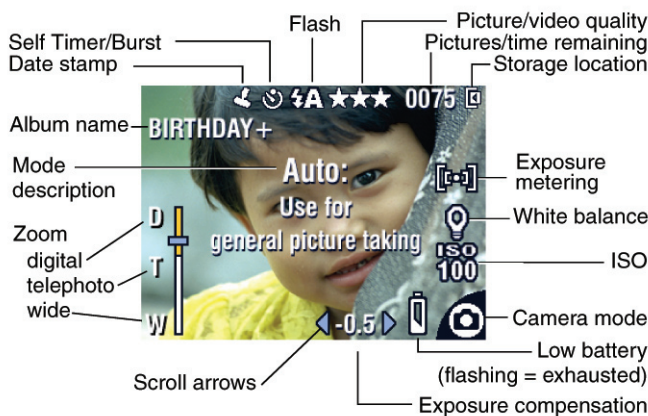 Picture/video quality
Flash
Pictures/time remaining
Self Timer/Burst
Storage location
Date stamp
A
0075
Album name
BIRTHDAY+
Mode
description
Auto:
Use for
general picture taking
Exposure
metering
White balance
ISO
100
ISO
Zoom
digital
telephoto
wide
D
T
W
-0.5
Camera mode
Low battery
(flashing = exhausted)
Scroll arrows
Exposure compensation